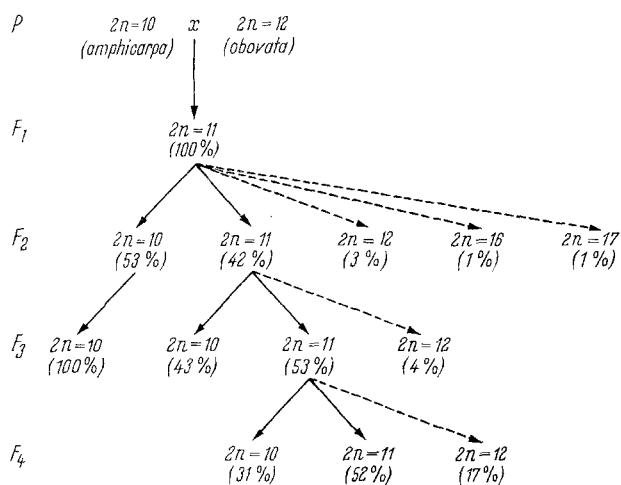 P 2n=10 x 2n=12
(amphicarpa) (obovata)
F₁ 2n=11
(100%)
F₂ 2n=10 2n=11 2n=12 2n=16 2n=17
(53%) (42%) (3%) (1%) (1%)
F₃ 2n=10 2n=10 2n=11 2n=12
(100%) (43%) (53%) (4%)
F₄ 2n=10 2n=11 2n=12
(31%) (52%) (17%)